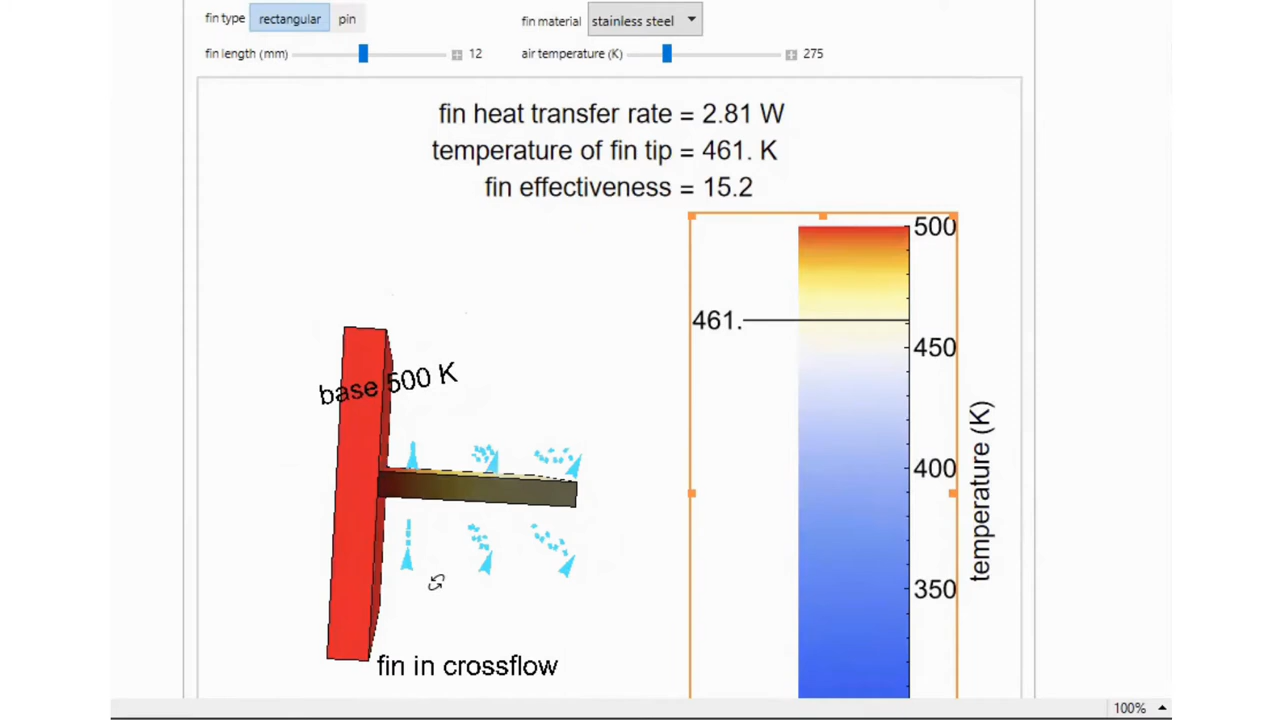 fin type rectangular pin fin material stainless steel
fin length (mm) 12 air temperature (K) 275
fin heat transfer rate = 2.81 W
temperature of fin tip = 461. K
fin effectiveness = 15.2
500
461.
450
base 500 K
400
temperature (K)
350
fin in crossflow
100%